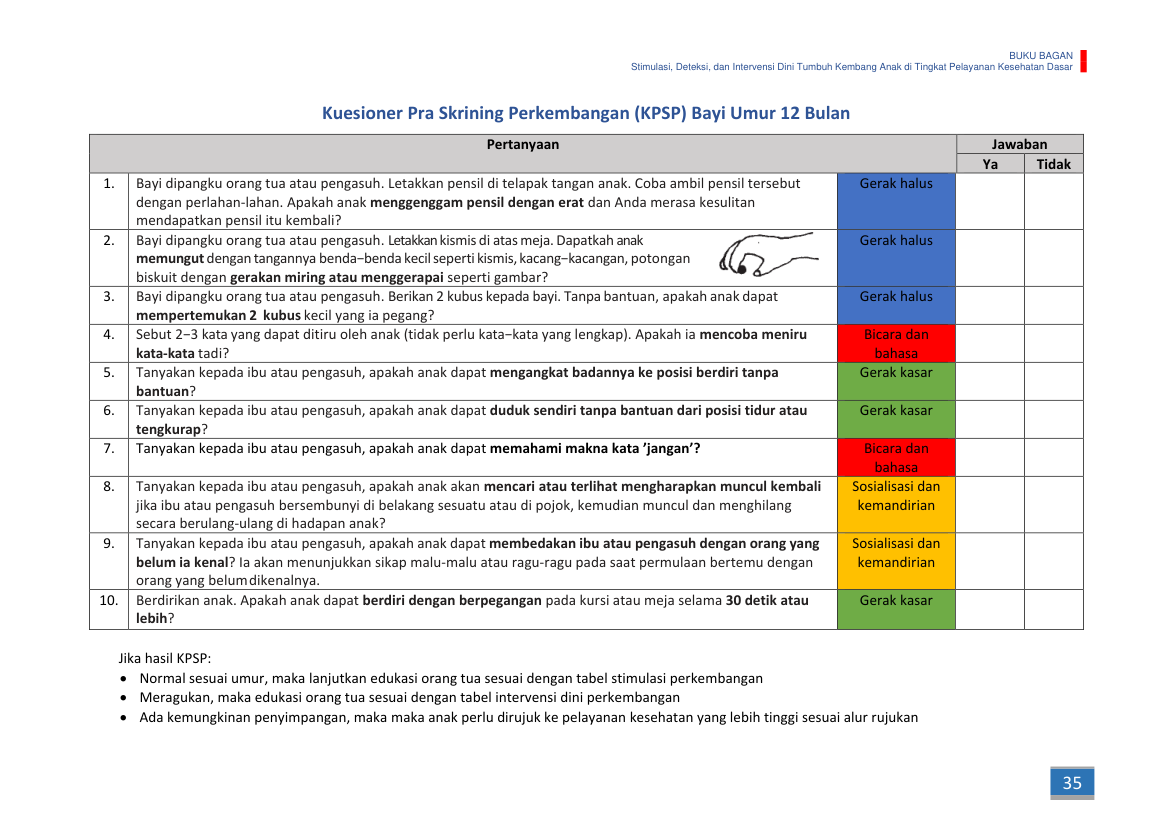 BUKU BAGAN
Stimulasi, Deteksi, dan Intervensi Dini Tumbuh Kembang Anak di Tingkat Pelayanan Kesehatan Dasar
Kuesioner Pra Skrining Perkembangan (KPSP) Bayi Umur 12 Bulan
Pertanyaan
Jawaban
Ya
Tidak
1.
Bayi dipangku orang tua atau pengasuh. Letakkan pensil di telapak tangan anak. Coba ambil pensil tersebut
dengan perlahan-lahan. Apakah anak menggenggam pensil dengan erat dan Anda merasa kesulitan
mendapatkan pensil itu kembali?
Gerak halus
2.
Bayi dipangku orang tua atau pengasuh. Letakkan kismis di atas meja. Dapatkah anak
memungut dengan tangannya benda−benda kecil seperti kismis, kacang−kacangan, potongan
biskuit dengan gerakan miring atau menggerapai seperti gambar?
Gerak halus
3.
Bayi dipangku orang tua atau pengasuh. Berikan 2 kubus kepada bayi. Tanpa bantuan, apakah anak dapat
mempertemukan 2 kubus kecil yang ia pegang?
Gerak halus
4.
Sebut 2−3 kata yang dapat ditiru oleh anak (tidak perlu kata−kata yang lengkap). Apakah ia mencoba meniru
kata-kata tadi?
Bicara dan
bahasa
5.
Tanyakan kepada ibu atau pengasuh, apakah anak dapat mengangkat badannya ke posisi berdiri tanpa
bantuan?
Gerak kasar
6.
Tanyakan kepada ibu atau pengasuh, apakah anak dapat duduk sendiri tanpa bantuan dari posisi tidur atau
tengkurap?
Gerak kasar
7.
Tanyakan kepada ibu atau pengasuh, apakah anak dapat memahami makna kata ’jangan’?
Bicara dan
bahasa
8.
Tanyakan kepada ibu atau pengasuh, apakah anak akan mencari atau terlihat mengharapkan muncul kembali
jika ibu atau pengasuh bersembunyi di belakang sesuatu atau di pojok, kemudian muncul dan menghilang
secara berulang-ulang di hadapan anak?
Sosialisasi dan
kemandirian
9.
Tanyakan kepada ibu atau pengasuh, apakah anak dapat membedakan ibu atau pengasuh dengan orang yang
belum ia kenal? Ia akan menunjukkan sikap malu-malu atau ragu-ragu pada saat permulaan bertemu dengan
orang yang belum dikenalnya.
Sosialisasi dan
kemandirian
10.
Berdirikan anak. Apakah anak dapat berdiri dengan berpegangan pada kursi atau meja selama 30 detik atau
lebih?
Gerak kasar
Jika hasil KPSP:
• Normal sesuai umur, maka lanjutkan edukasi orang tua sesuai dengan tabel stimulasi perkembangan
• Meragukan, maka edukasi orang tua sesuai dengan tabel intervensi dini perkembangan
• Ada kemungkinan penyimpangan, maka maka anak perlu dirujuk ke pelayanan kesehatan yang lebih tinggi sesuai alur rujukan
35